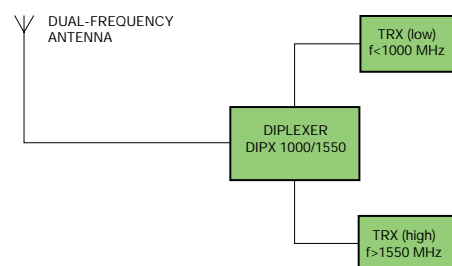 DUAL-FREQUENCY
ANTENNA
TRX (low)
f<1000 MHz
DIPLEXER
DIPX 1000/1550
TRX (high)
f>1550 MHz